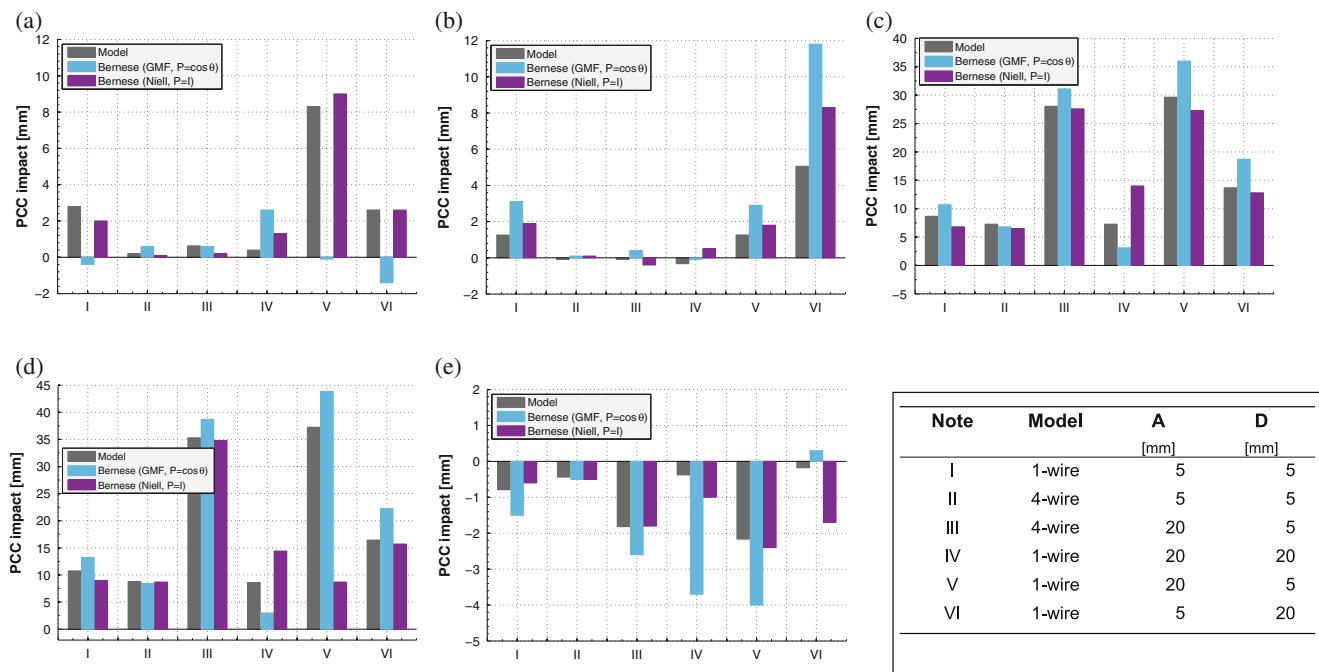 (a)
12
10
8
6
4
2
0
−2
PCC impact [mm]
Model
Bernese (GMF, P=cosθ)
Bernese (Niell, P=I)
I II III IV V VI
(b)
12
10
8
6
4
2
0
−2
PCC impact [mm]
Model
Bernese (GMF, P=cosθ)
Bernese (Niell, P=I)
I II III IV V VI
(c)
40
35
30
25
20
15
10
5
0
−5
PCC impact [mm]
Model
Bernese (GMF, P=cosθ)
Bernese (Niell, P=I)
I II III IV V VI
(d)
45
40
35
30
25
20
15
10
5
0
PCC impact [mm]
Model
Bernese (GMF, P=cosθ)
Bernese (Niell, P=I)
I II III IV V VI
(e)
2
1
0
−1
−2
−3
−4
−5
PCC impact [mm]
Model
Bernese (GMF, P=cosθ)
Bernese (Niell, P=I)
I II III IV V VI
Note Model A D
[mm] [mm]
I 1-wire 5 5
II 4-wire 5 5
III 4-wire 20 5
IV 1-wire 20 20
V 1-wire 20 5
VI 1-wire 5 20